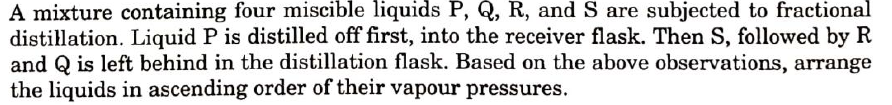 A mixture containing four miscible liquids P, Q, R, and S are subjected to fractional
distillation. Liquid P is distilled off first, into the receiver flask. Then S, followed by R
and Q is left behind in the distillation flask. Based on the above observations, arrange
the liquids in ascending order of their vapour pressures.